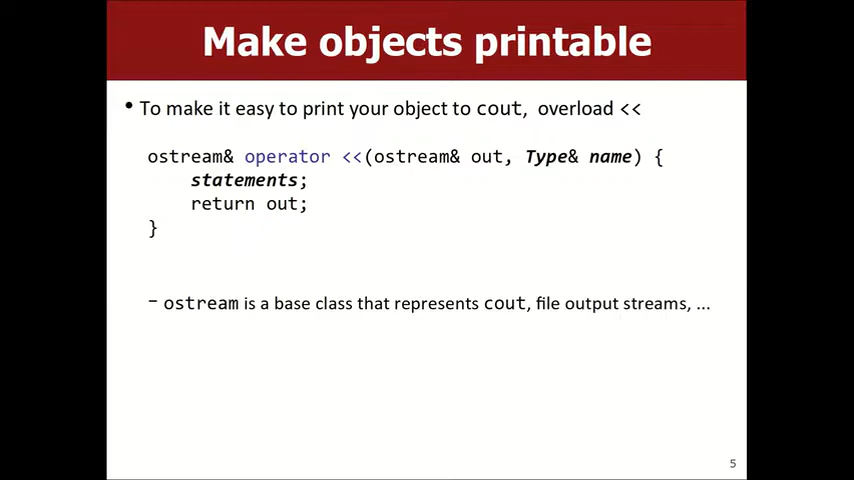 Make objects printable
• To make it easy to print your object to cout, overload <<
ostream& operator <<(ostream& out, Type& name) {
statements;
return out;
}
– ostream is a base class that represents cout, file output streams, ...
5